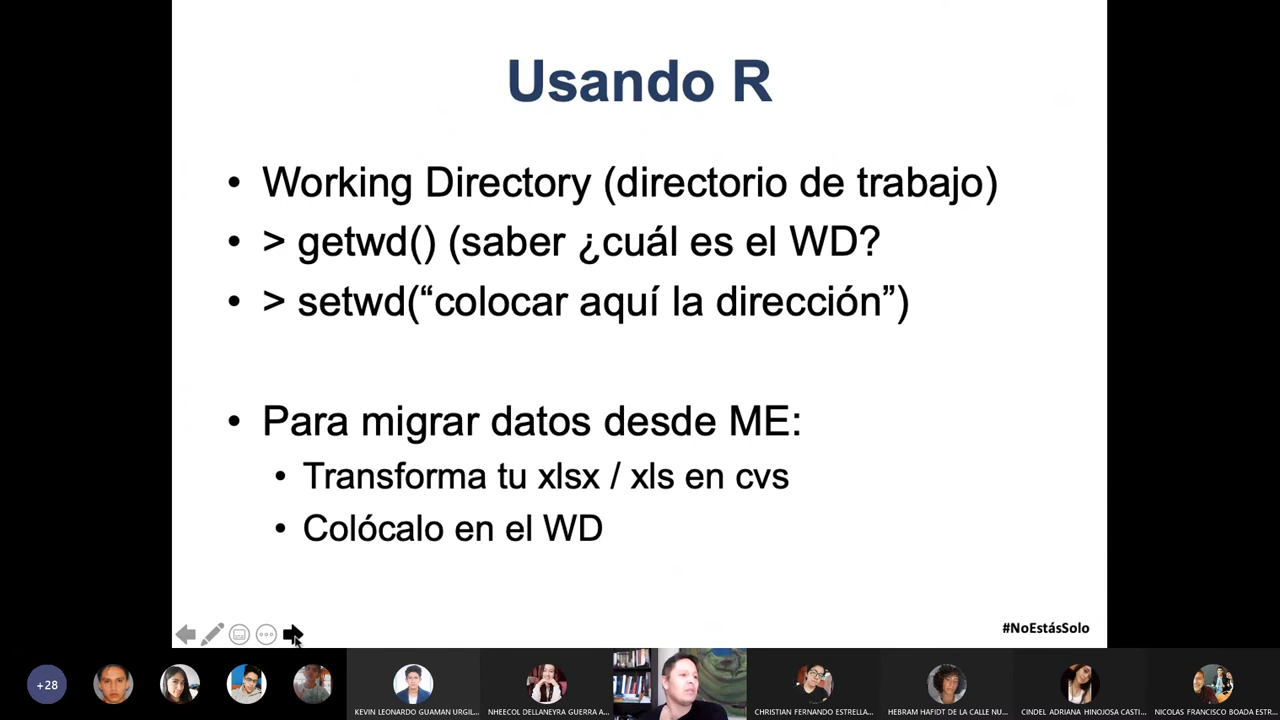 Usando R
• Working Directory (directorio de trabajo)
• > getwd() (saber ¿cuál es el WD?
• > setwd(“colocar aquí la dirección”)
• Para migrar datos desde ME:
• Transforma tu xlsx / xls en cvs
• Colócalo en el WD
#NoEstásSolo
+28
KEVIN LEONARDO GUAMAN URGIL...
NHEECOL DELLANEYRA GUERRA A...
CHRISTIAN FERNANDO ESTRELLA...
HEBRAM HAFIDT DE LA CALLE NU...
CINDEL ADRIANA HINOJOSA CASTI...
NICOLAS FRANCISCO BOADA ESTR...